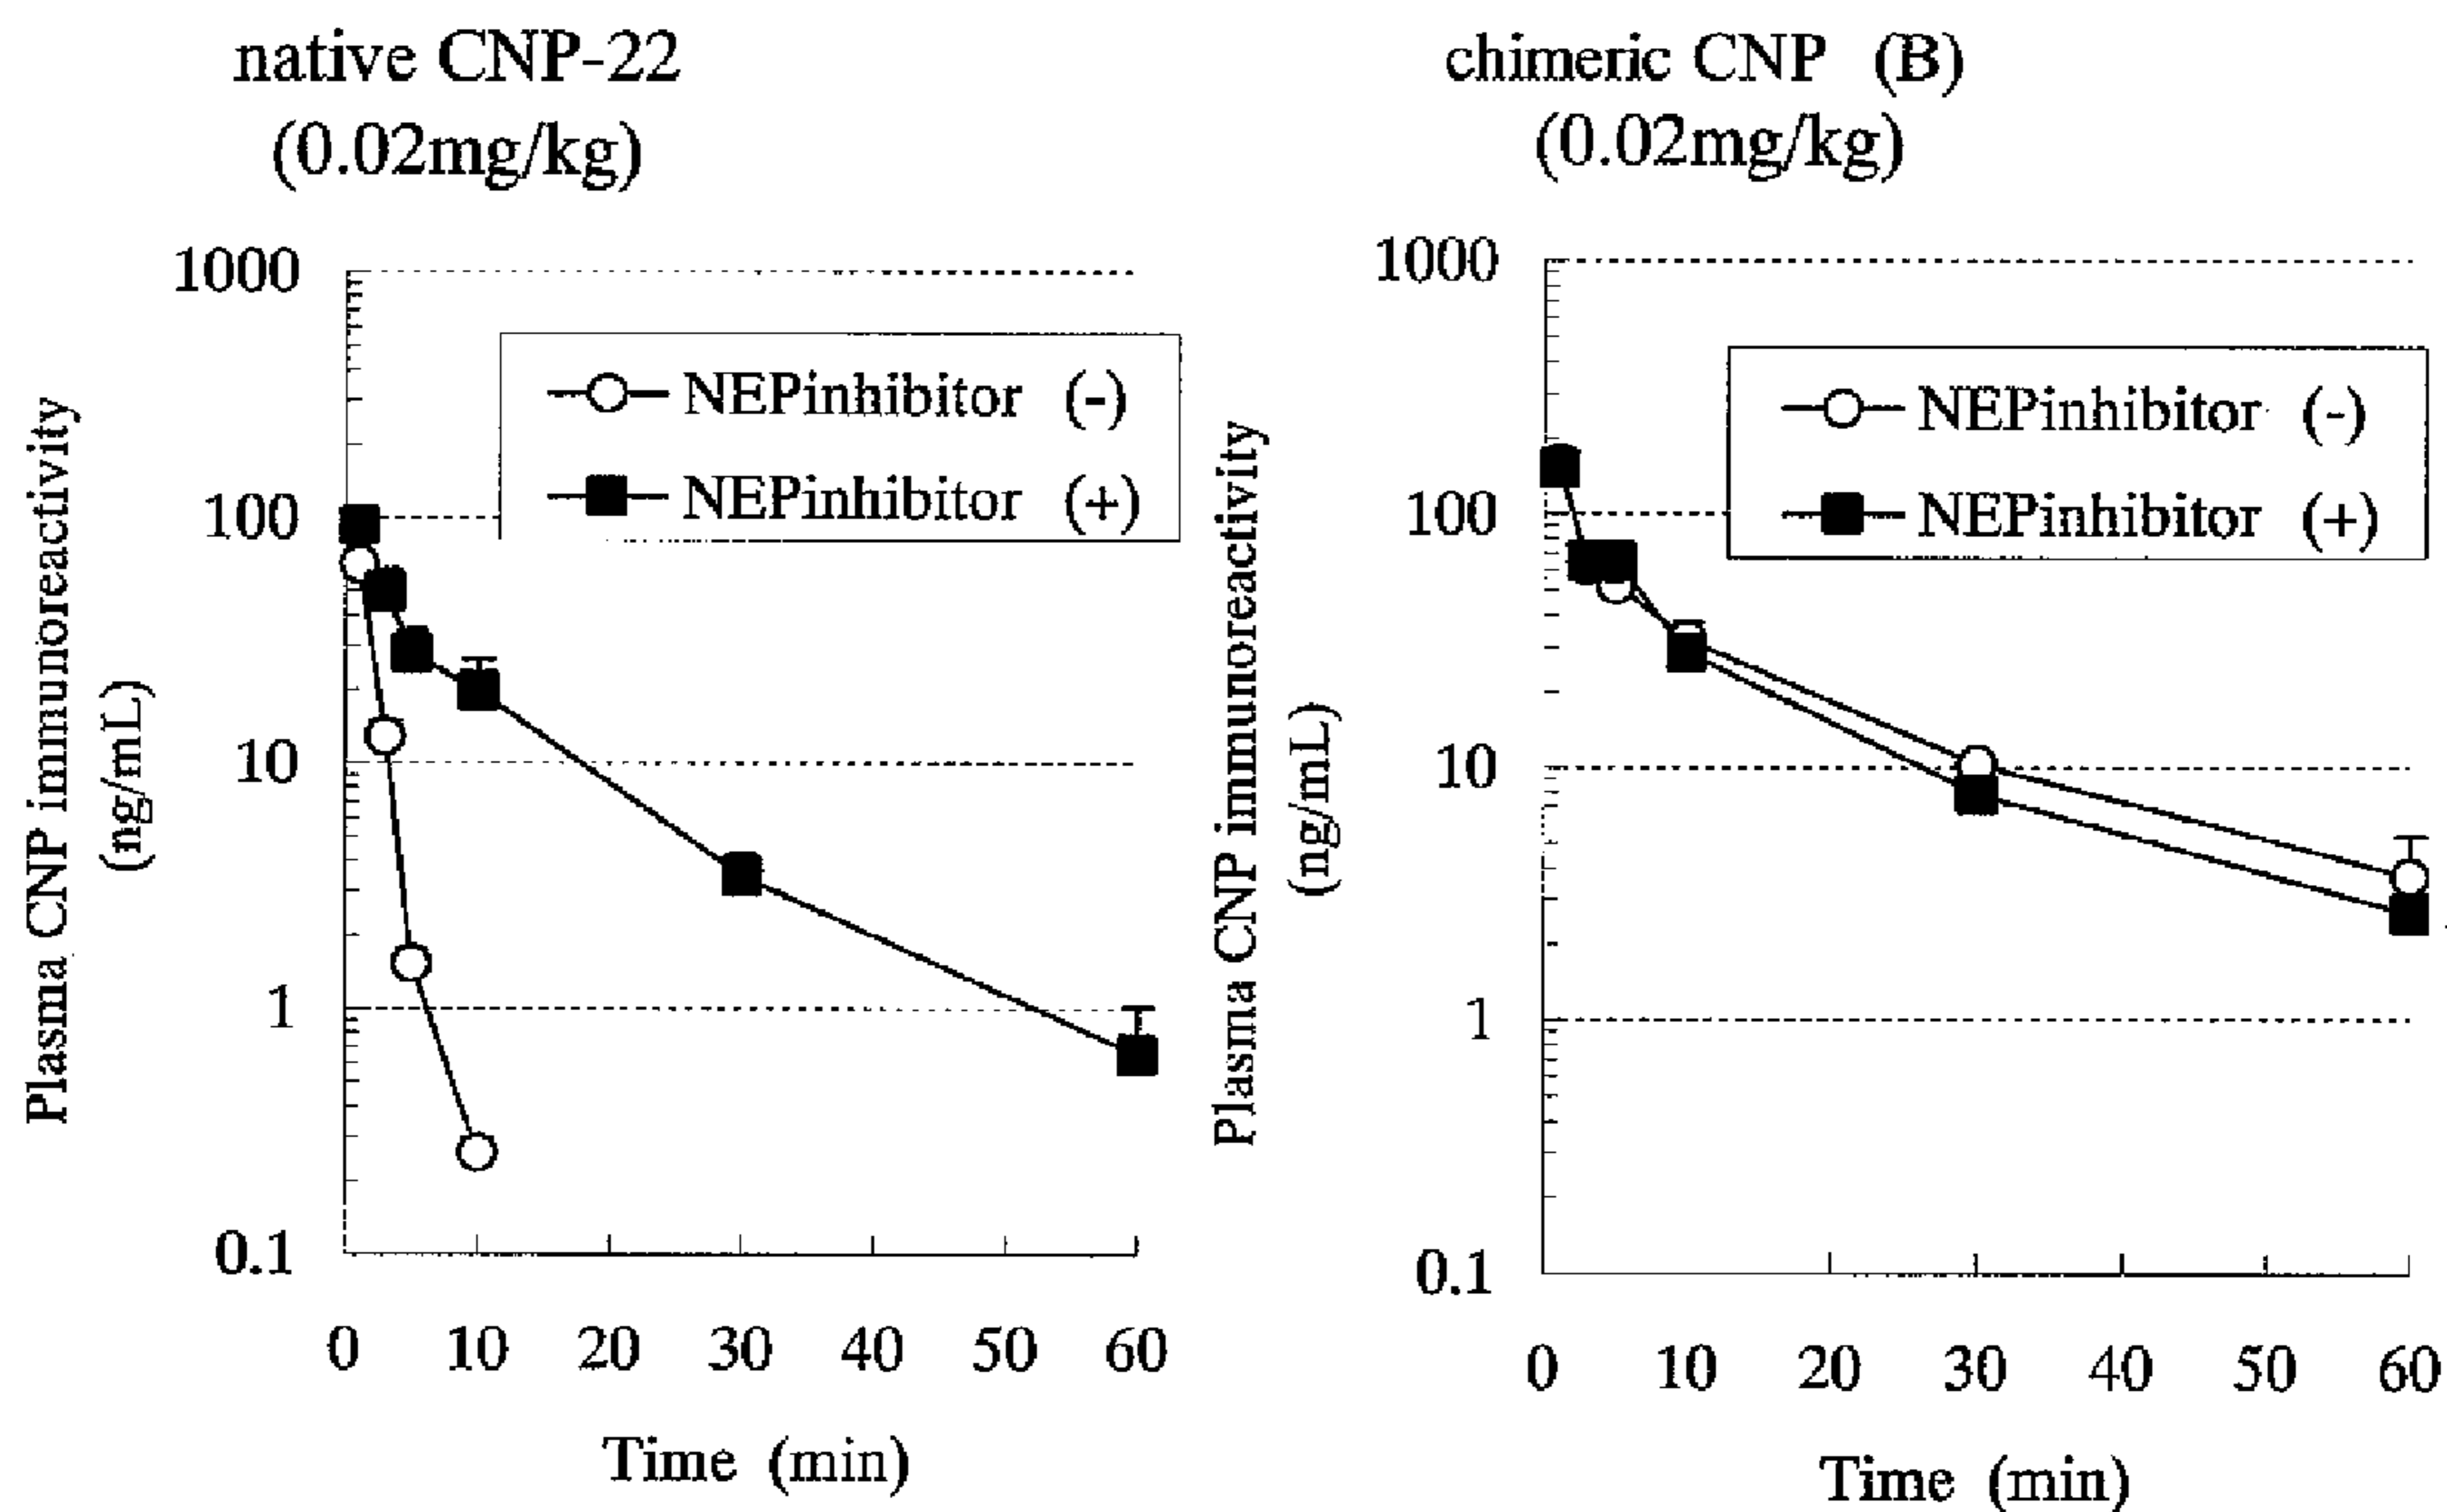 native CNP-22
(0.02mg/kg)
Plasma CNP immunoreactivity
(ng/mL)
1000
100
10
1
0.1
NEPinhibitor (-)
NEPinhibitor (+)
0 10 20 30 40 50 60
Time (min)
chimeric CNP (B)
(0.02mg/kg)
Plasma CNP immunoreactivity
(ng/mL)
1000
100
10
1
0.1
NEPinhibitor (-)
NEPinhibitor (+)
0 10 20 30 40 50 60
Time (min)